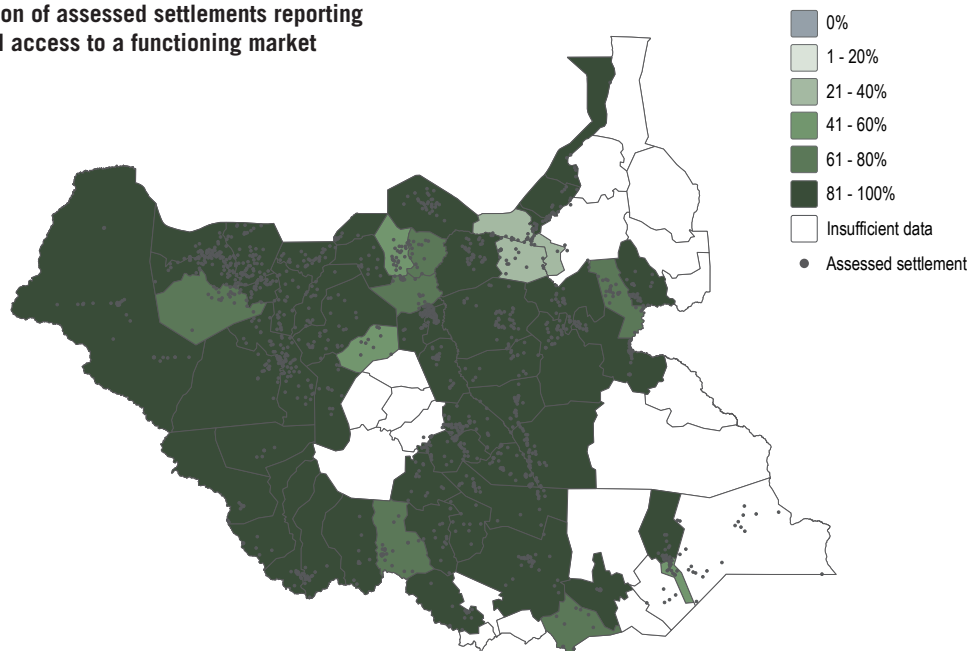 on of assessed settlements reporting
access to a functioning market
0%
1 - 20%
21 - 40%
41 - 60%
61 - 80%
81 - 100%
Insufficient data
Assessed settlement